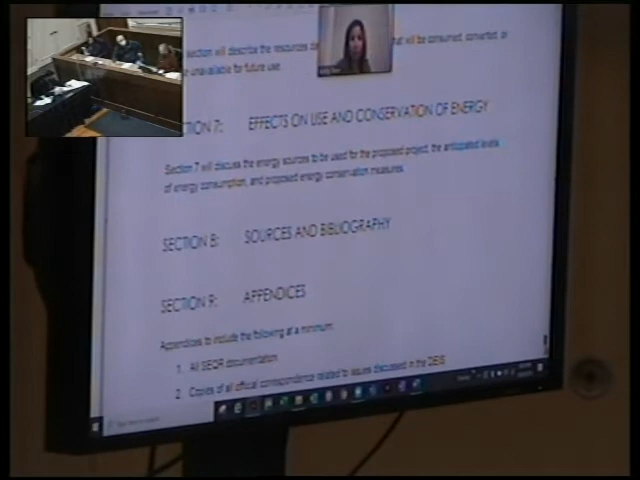 section will describe the resources that will be consumed, converted, or
unavailable for future use.
SECTION 7: EFFECTS ON USE AND CONSERVATION OF ENERGY
Section 7 will discuss the energy sources to be used for the proposed project, the anticipated levels
of energy consumption, and proposed energy conservation measures.
SECTION 8: SOURCES AND BIBLIOGRAPHY
SECTION 9: APPENDICES
Appendices to include the following at a minimum:
1. All SEQR documentation
2. Copies of all official correspondence related to issues discussed in the DEIS